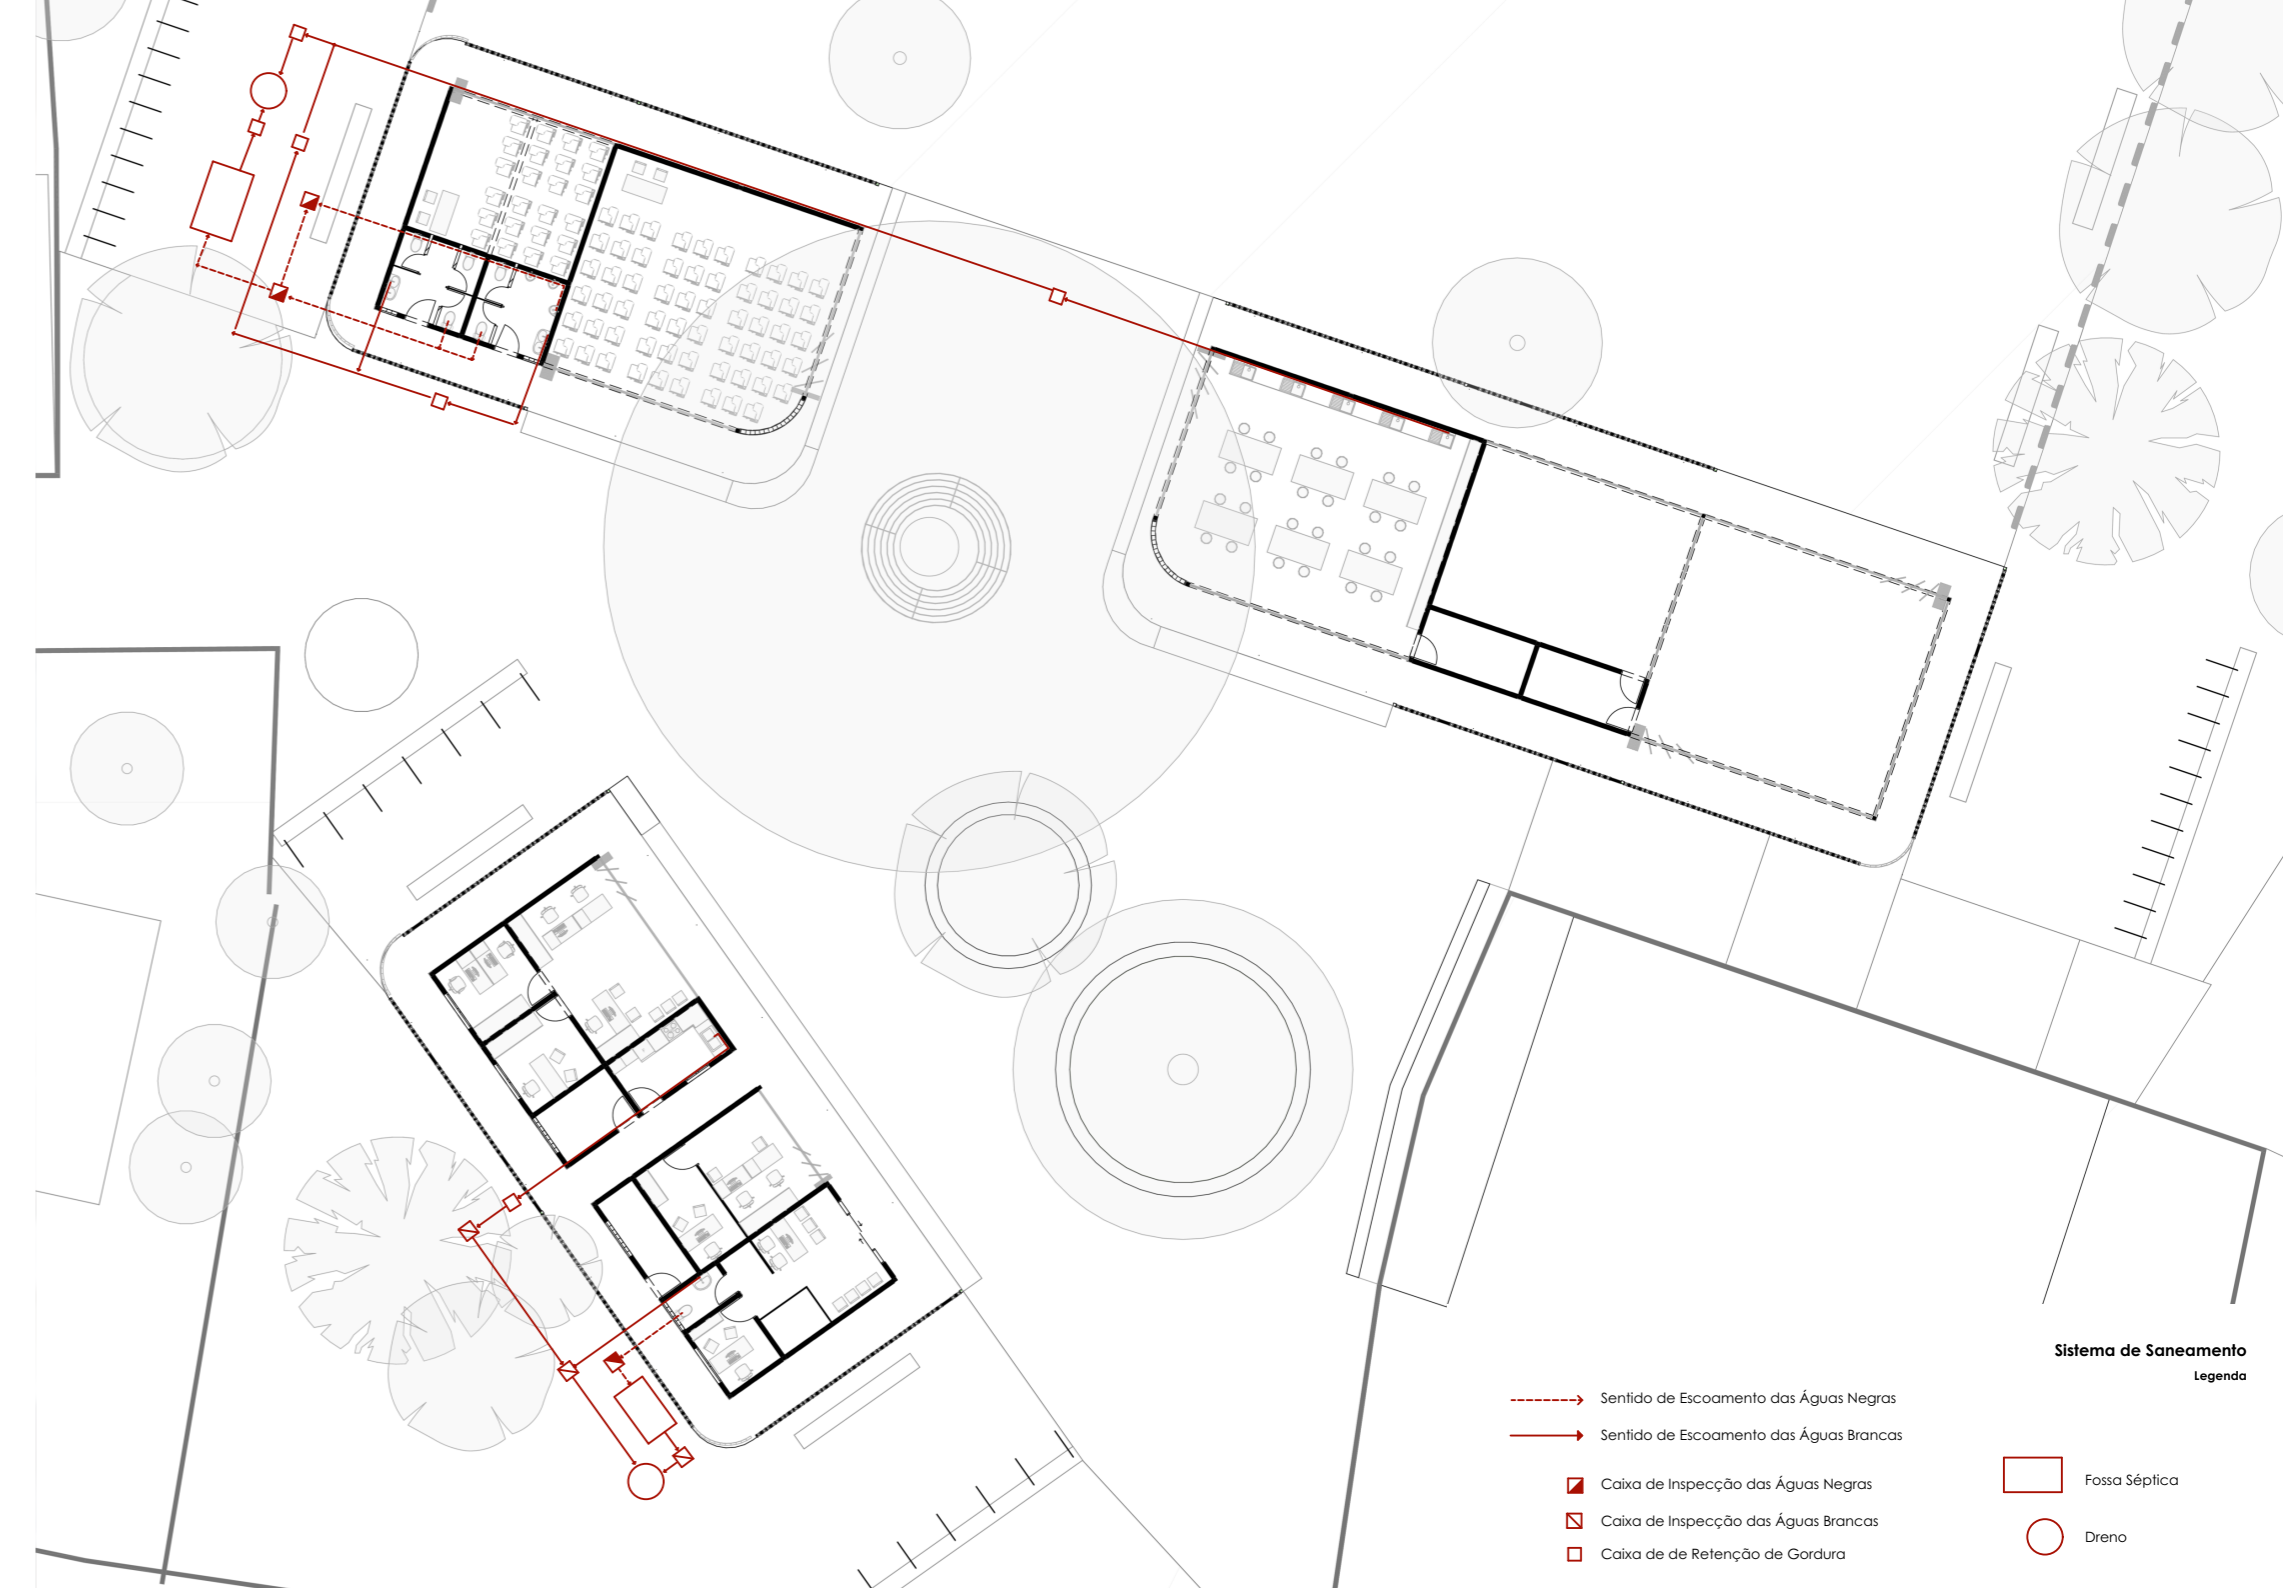 Sistema de Saneamento
Legenda
Sentido de Escoamento das Águas Negras
Sentido de Escoamento das Águas Brancas
Caixa de Inspecção das Águas Negras
Caixa de Inspecção das Águas Brancas
Caixa de de Retenção de Gordura
Fossa Séptica
Dreno